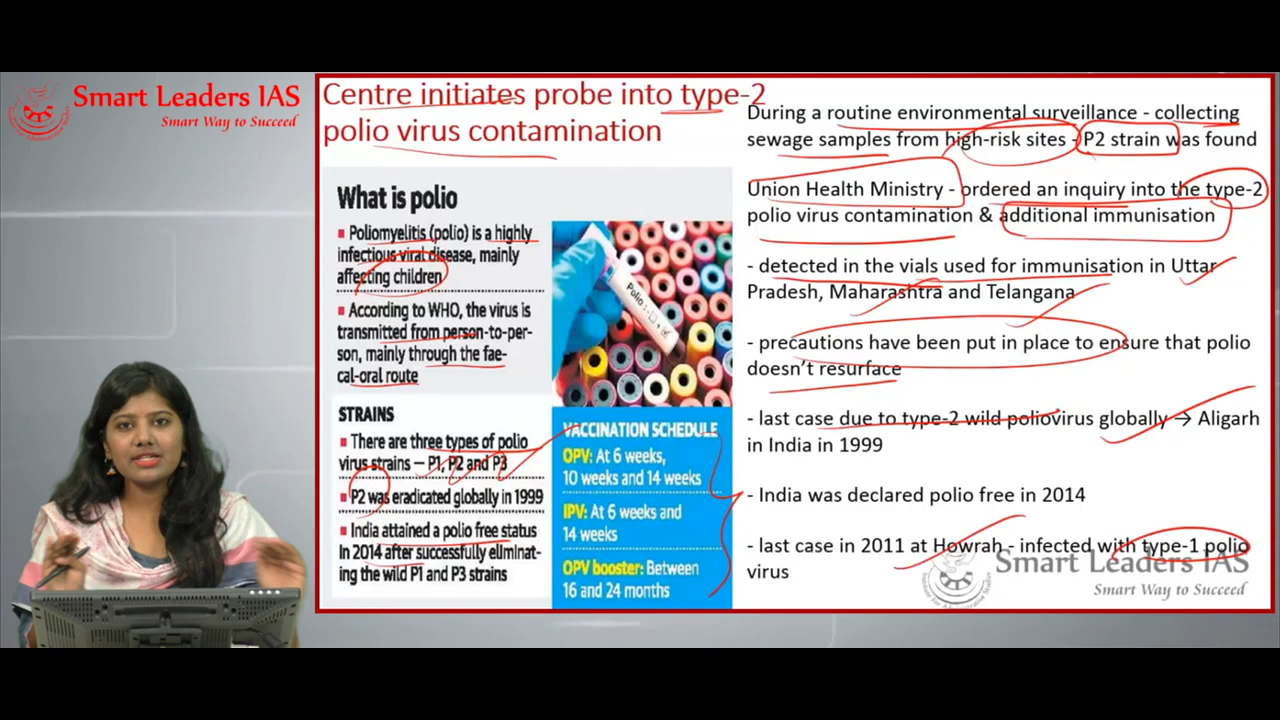 Smart Leaders IAS
Smart Way to Succeed
Centre initiates probe into type-2
polio virus contamination
What is polio
Poliomyelitis (polio) is a highly
infectious viral disease, mainly
affecting children
According to WHO, the virus is
transmitted from person-to-per-
son, mainly through the fae-
cal-oral route
STRAINS
There are three types of polio
virus strains – P1, P2 and P3
P2 was eradicated globally in 1999
India attained a polio free status
in 2014 after successfully eliminat-
ing the wild P1 and P3 strains
Polio:
VACCINATION SCHEDULE
OPV: At 6 weeks,
10 weeks and 14 weeks
IPV: At 6 weeks and
14 weeks
OPV booster: Between
16 and 24 months
During a routine environmental surveillance - collecting
sewage samples from high-risk sites - P2 strain was found
Union Health Ministry - ordered an inquiry into the type-2
polio virus contamination & additional immunisation
- detected in the vials used for immunisation in Uttar
Pradesh, Maharashtra and Telangana
- precautions have been put in place to ensure that polio
doesn't resurface
- last case due to type-2 wild poliovirus globally → Aligarh
in India in 1999
- India was declared polio free in 2014
- last case in 2011 at Howrah - infected with type-1 polio
virus
Smart Leaders IAS
Smart Way to Succeed